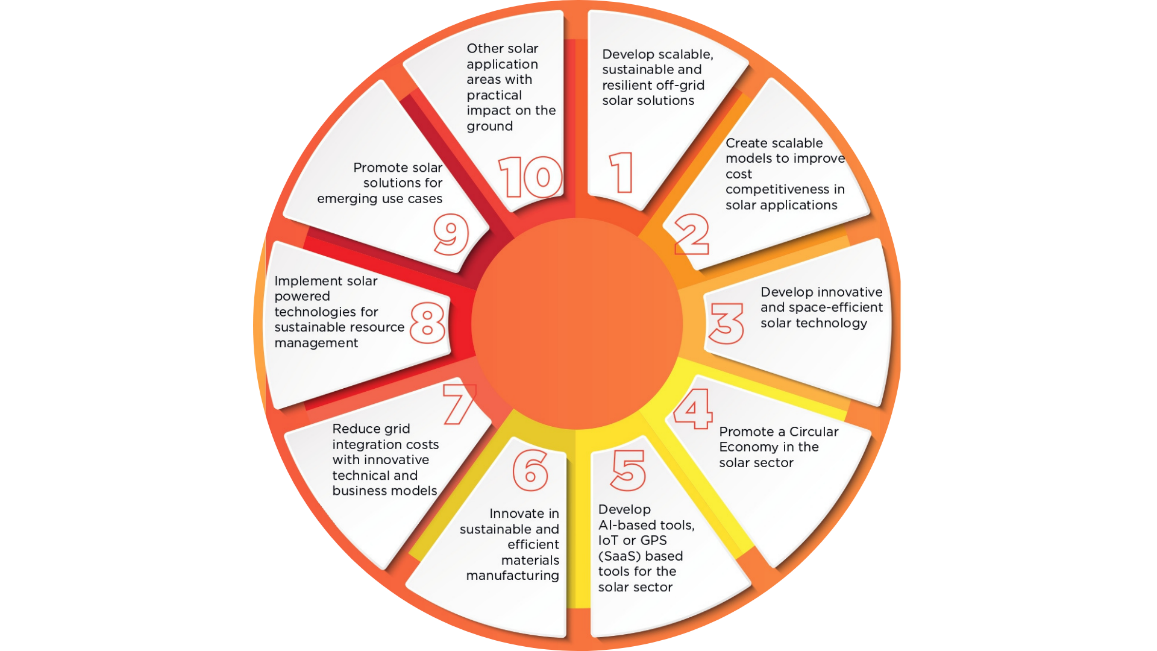 Develop scalable,
sustainable and
resilient off-grid
solar solutions
1
Create scalable
models to improve
cost
competitiveness in
solar applications
2
Develop innovative
and space-efficient
solar technology
3
4
Promote a Circular
Economy in the
solar sector
5
Develop
AI-based tools,
IoT or GPS
(SaaS) based
tools for the
solar sector
6
Innovate in
sustainable and
efficient
materials
manufacturing
7
Reduce grid
integration costs
with innovative
technical and
business models
Implement solar
powered
technologies for
sustainable resource
management
8
Promote solar
solutions for
emerging use cases
9
Other solar
application
areas with
practical
impact on the
ground
10